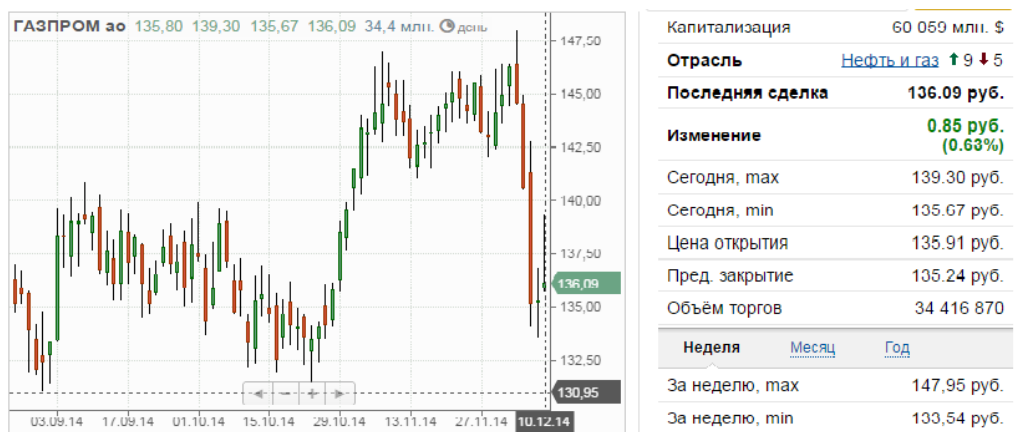 ГАЗПРОМ ао 135,80 139,30 135,67 136,09 34,4 млн. день
147,50
145,00
142,50
140,00
137,50
136,09
135,00
132,50
130,95
03.09.14 17.09.14 01.10.14 15.10.14 29.10.14 13.11.14 27.11.14 10.12.14
Капитализация 60 059 млн. $
Отрасль Нефть и газ 9 5
Последняя сделка 136.09 руб.
Изменение 0.85 руб.
(0.63%)
Сегодня, max 139.30 руб.
Сегодня, min 135.67 руб.
Цена открытия 135.91 руб.
Пред. закрытие 135.24 руб.
Объём торгов 34 416 870
Неделя Месяц Год
За неделю, max 147,95 руб.
За неделю, min 133,54 руб.